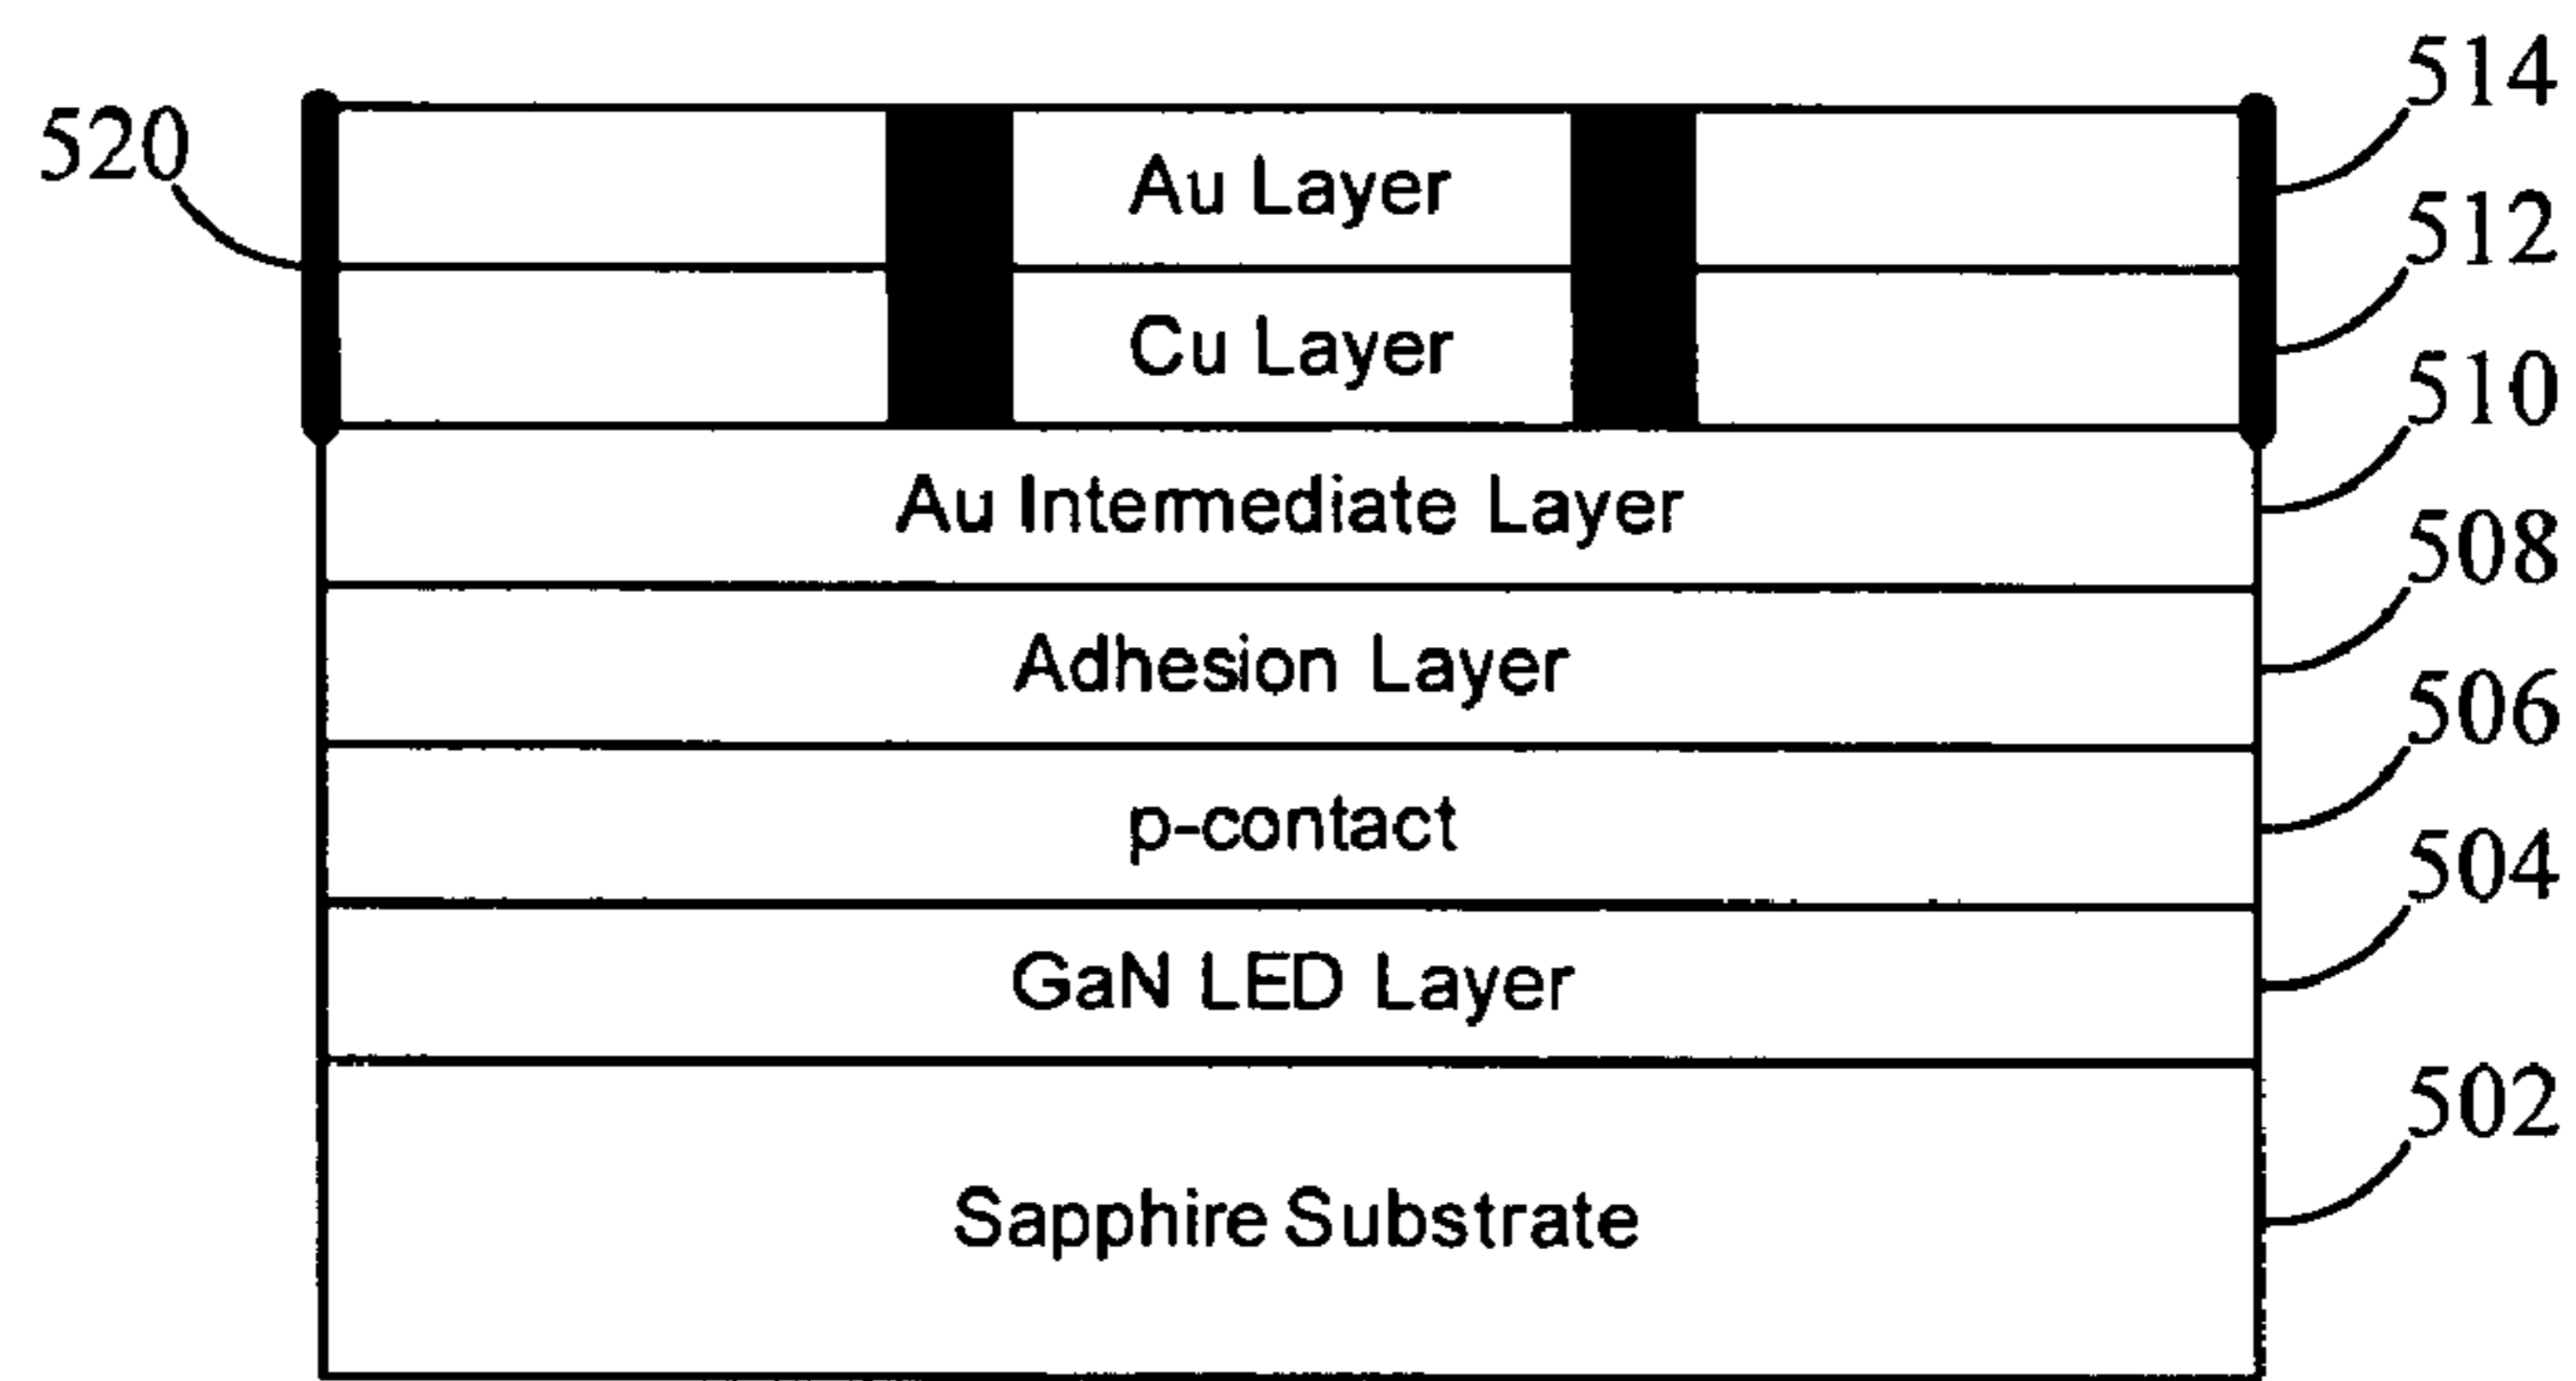 514
520
Au Layer
512
Cu Layer
510
Au Intermediate Layer
508
Adhesion Layer
506
p-contact
504
GaN LED Layer
502
Sapphire Substrate